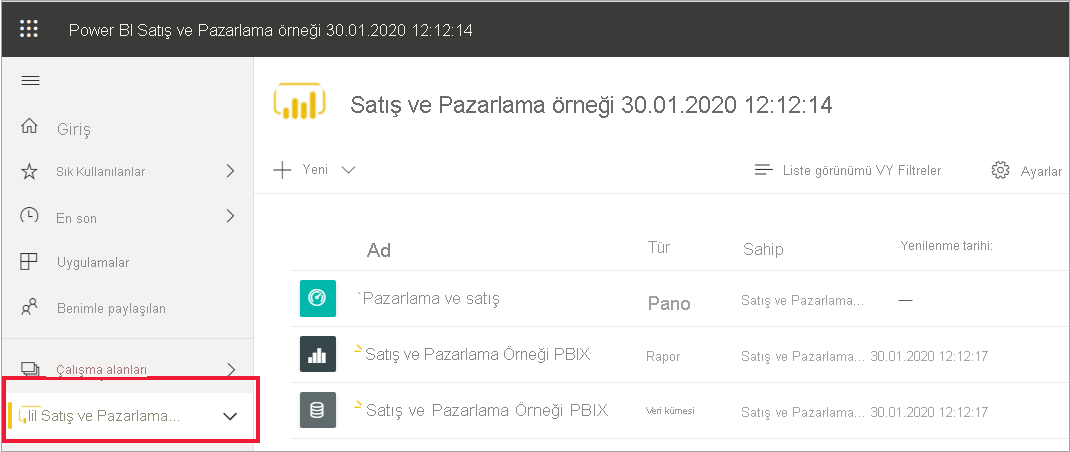 Power BI Satış ve Pazarlama örneği 30.01.2020 12:12:14
Giriş
Sık Kullanılanlar
En son
Uygulamalar
Benimle paylaşılan
Çalışma alanları
lil Satış ve Pazarlama...
Satış ve Pazarlama örneği 30.01.2020 12:12:14
Yeni
Liste görünümü VY Filtreler
Ayarlar
Ad Tür Sahip Yenilenme tarihi:
`Pazarlama ve satış Pano Satış ve Pazarlama... —
Satış ve Pazarlama Örneği PBIX Rapor Satış ve Pazarlama... 30.01.2020 12:12:17
Satış ve Pazarlama Örneği PBIX Veri kümesi Satış ve Pazarlama... 30.01.2020 12:12:17